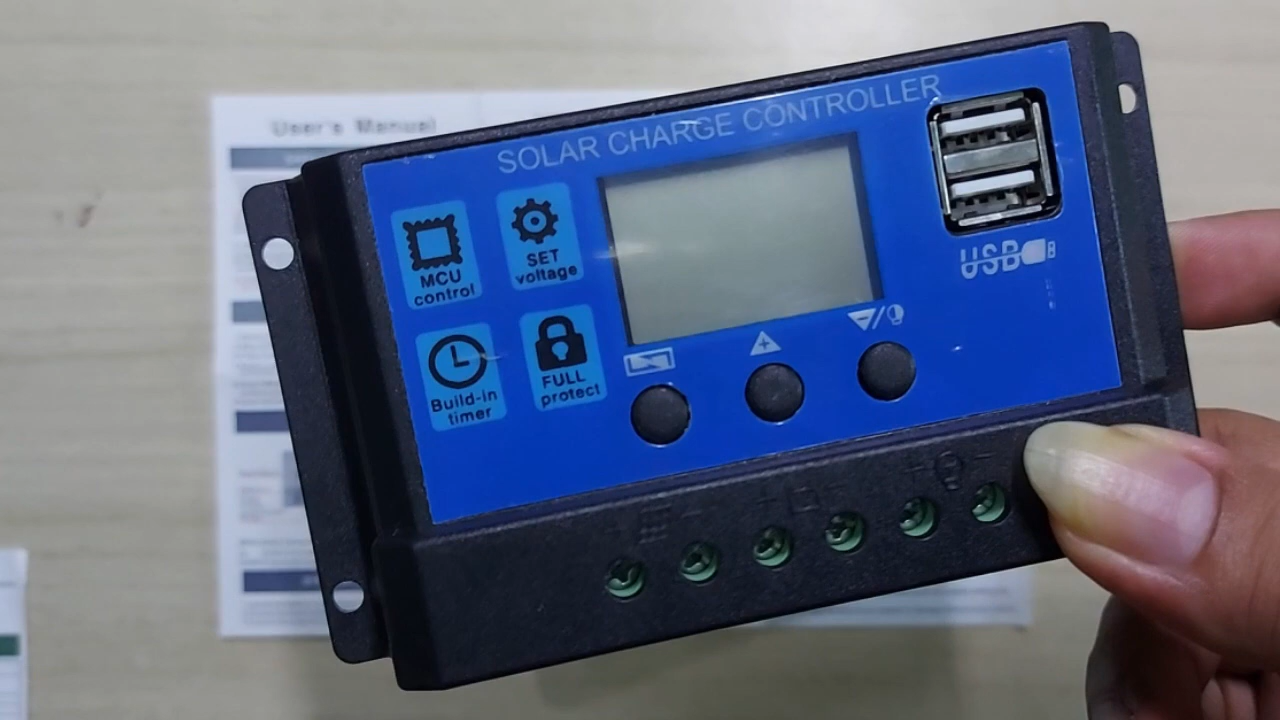 User's Manual
SOLAR CHARGE CONTROLLER
MCU
control
SET
voltage
Build-in
timer
FULL
protect
USB